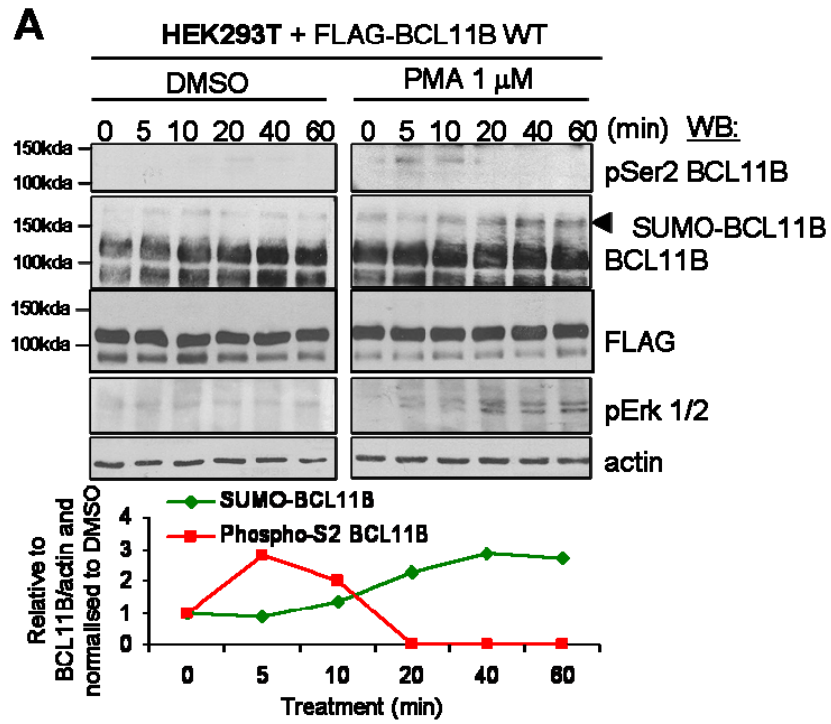 A
HEK293T + FLAG-BCL11B WT
DMSO PMA 1 μM
0 5 10 20 40 60 0 5 10 20 40 60 (min) WB:
150kda
100kda
pSer2 BCL11B
150kda
100kda
SUMO-BCL11B
BCL11B
150kda
100kda
FLAG
pErk 1/2
actin
Relative to
BCL11B/actin and
normalised to DMSO
SUMO-BCL11B
Phospho-S2 BCL11B
4
3
2
1
0
0 5 10 20 40 60
Treatment (min)